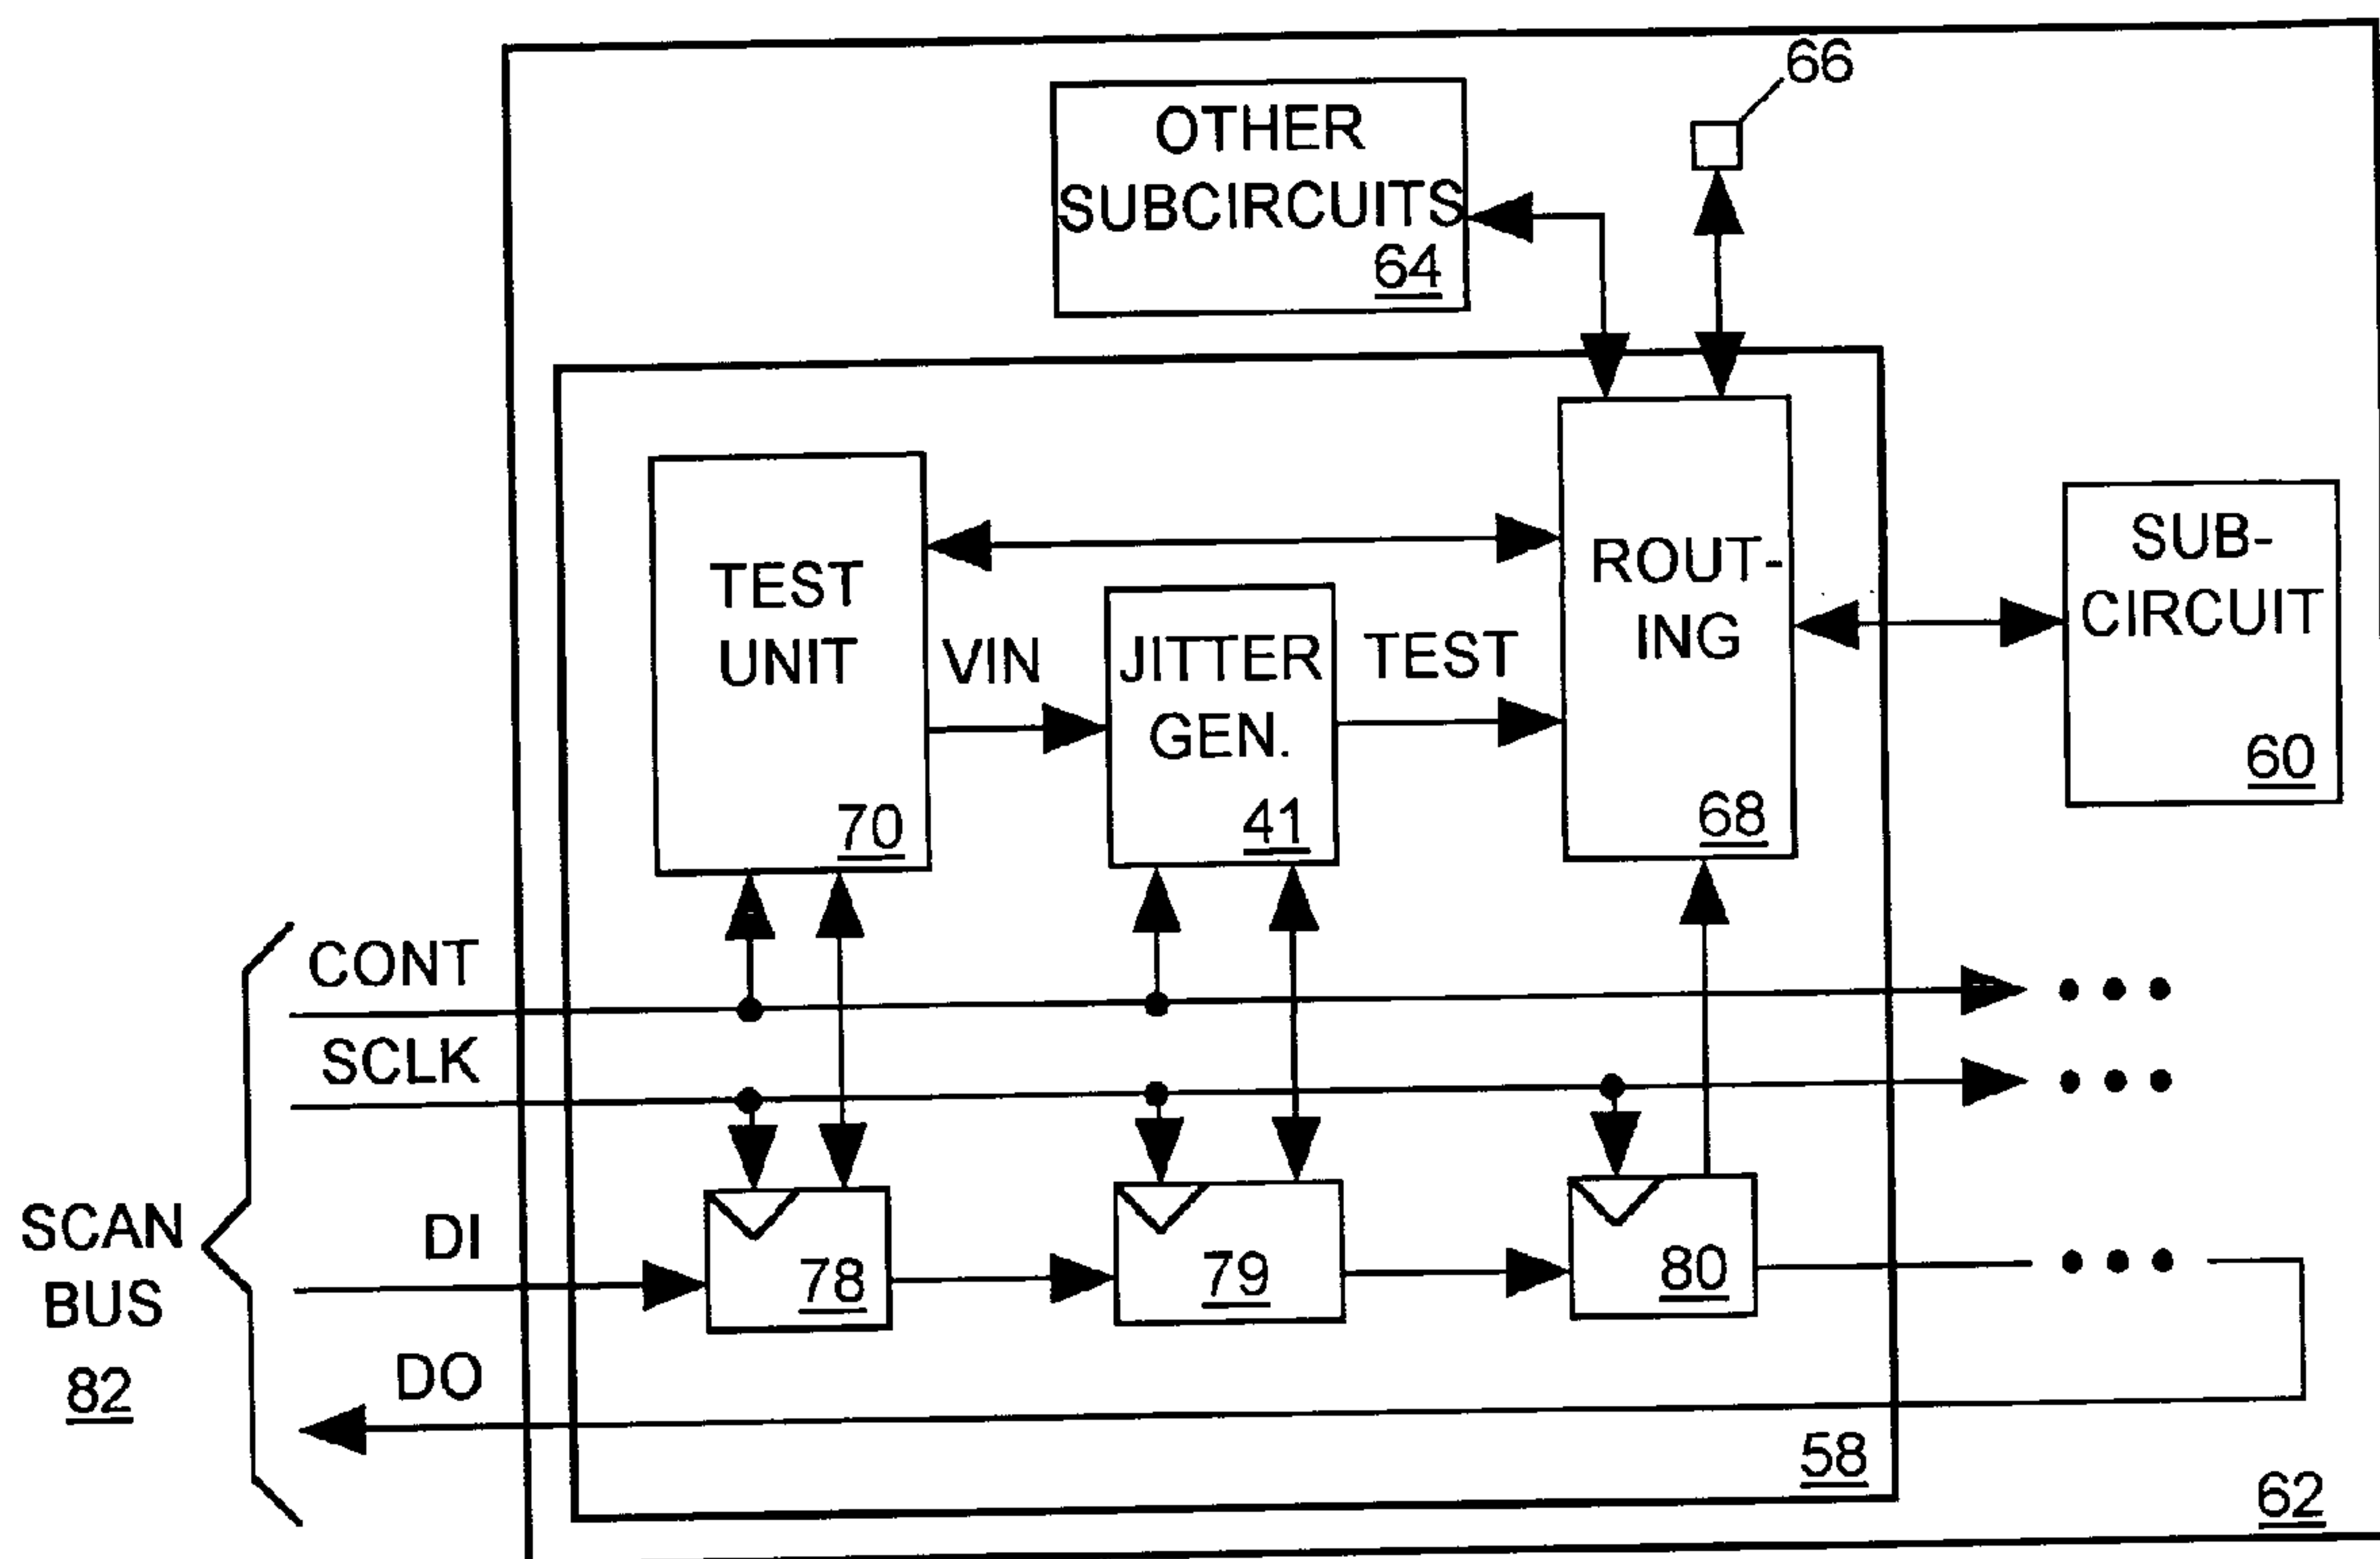 66
OTHER
SUBCIRCUITS
64
TEST
UNIT
70
VIN
JITTER
GEN.
41
TEST
ROUT-
ING
68
SUB-
CIRCUIT
60
CONT
SCLK
DI
DO
SCAN
BUS
82
78
79
80
58
62